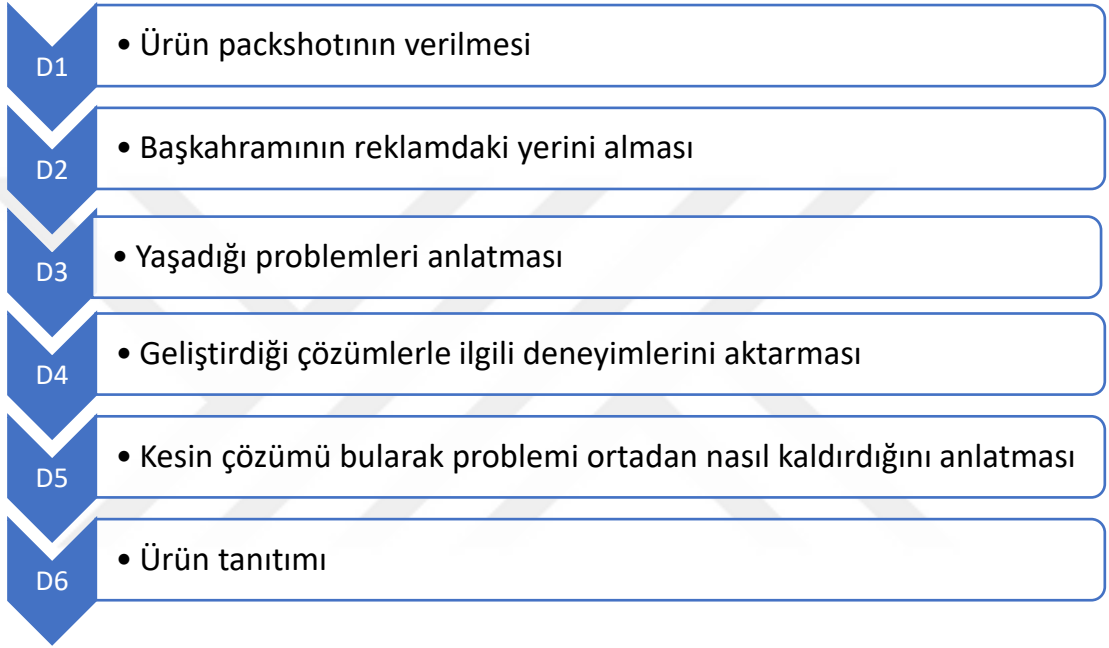 D1
• Ürün packshotının verilmesi
D2
• Başkahramının reklamdaki yerini alması
D3
• Yaşadığı problemleri anlatması
D4
• Geliştirdiği çözümlerle ilgili deneyimlerini aktarması
D5
• Kesin çözümü bularak problemi ortadan nasıl kaldırdığını anlatması
D6
• Ürün tanıtımı